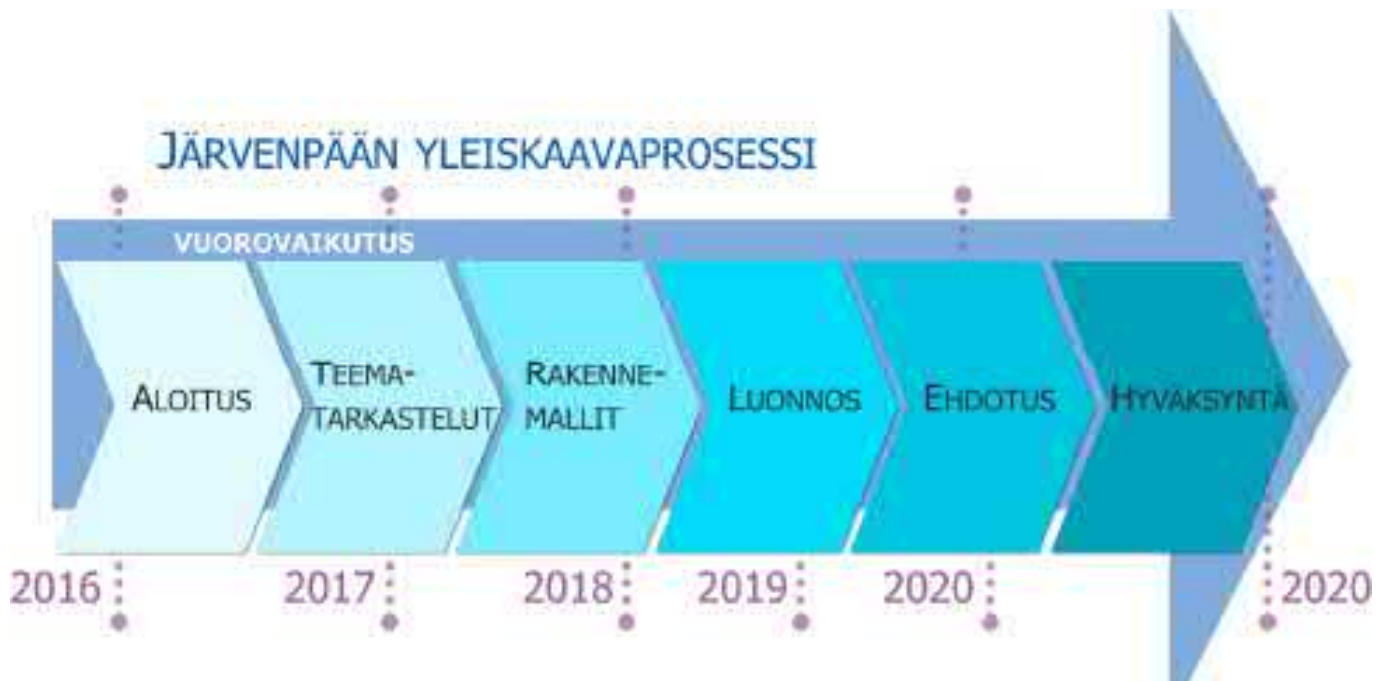 JÄRVENPÄÄN YLEISKAAVAPROSESSI
VUOROVAIKUTUS
ALOITUS
TEEMA-
TARKASTELUT
RAKENNE-
MALLIT
LUONNOS
EHDOTUS
HYVÄKSYNTÄ
2016
2017
2018
2019
2020
2020